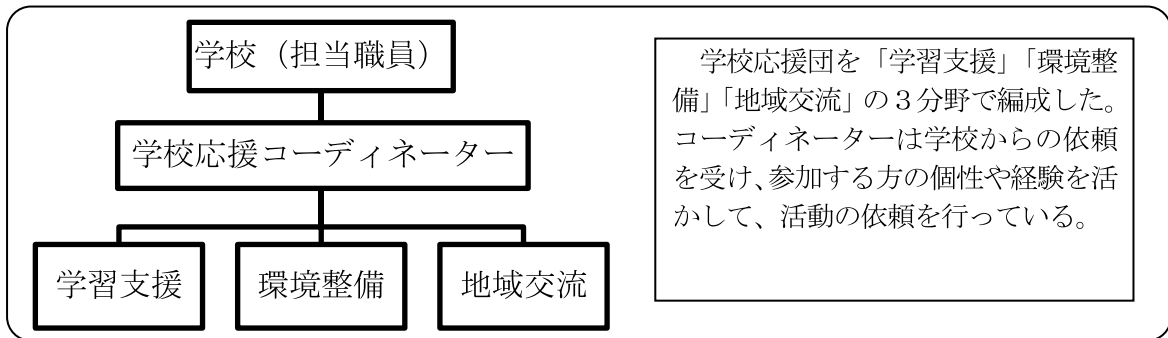 学校（担当職員）
学校応援コーディネーター
学習支援
環境整備
地域交流
学校応援団を「学習支援」「環境整
備」「地域交流」の３分野で編成した。
コーディネーターは学校からの依頼
を受け、参加する方の個性や経験を活
かして、活動の依頼を行っている。